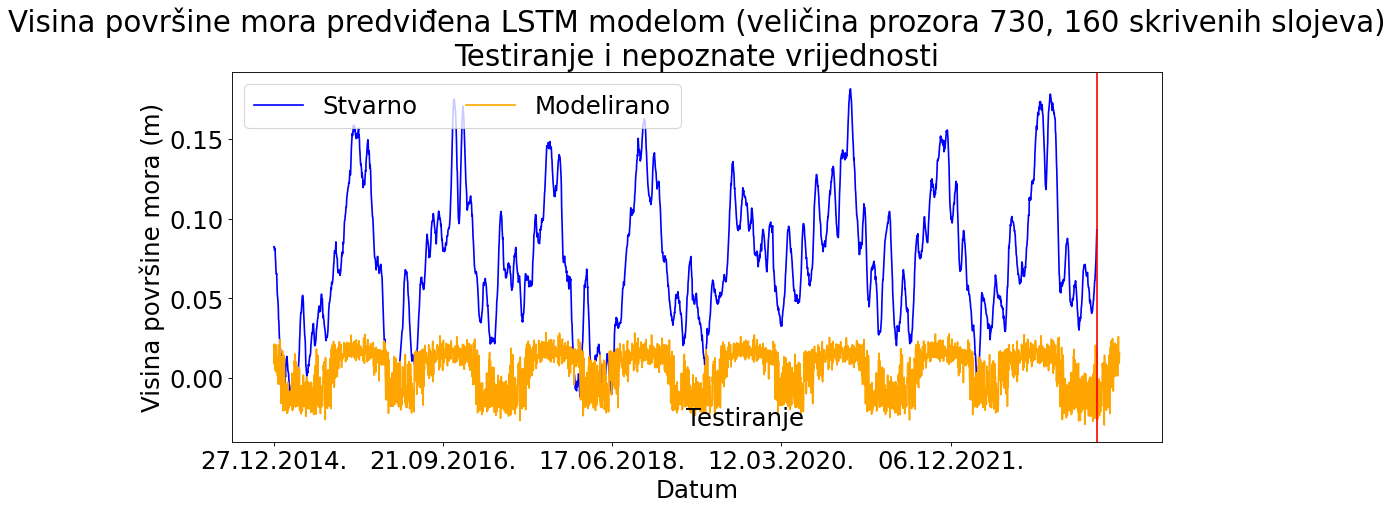 Visina površine mora predviđena LSTM modelom (veličina prozora 730, 160 skrivenih slojeva)
Testiranje i nepoznate vrijednosti
Stvarno Modelirano
Visina površine mora (m)
0.15
0.10
0.05
0.00
Testiranje
27.12.2014. 21.09.2016. 17.06.2018. 12.03.2020. 06.12.2021.
Datum